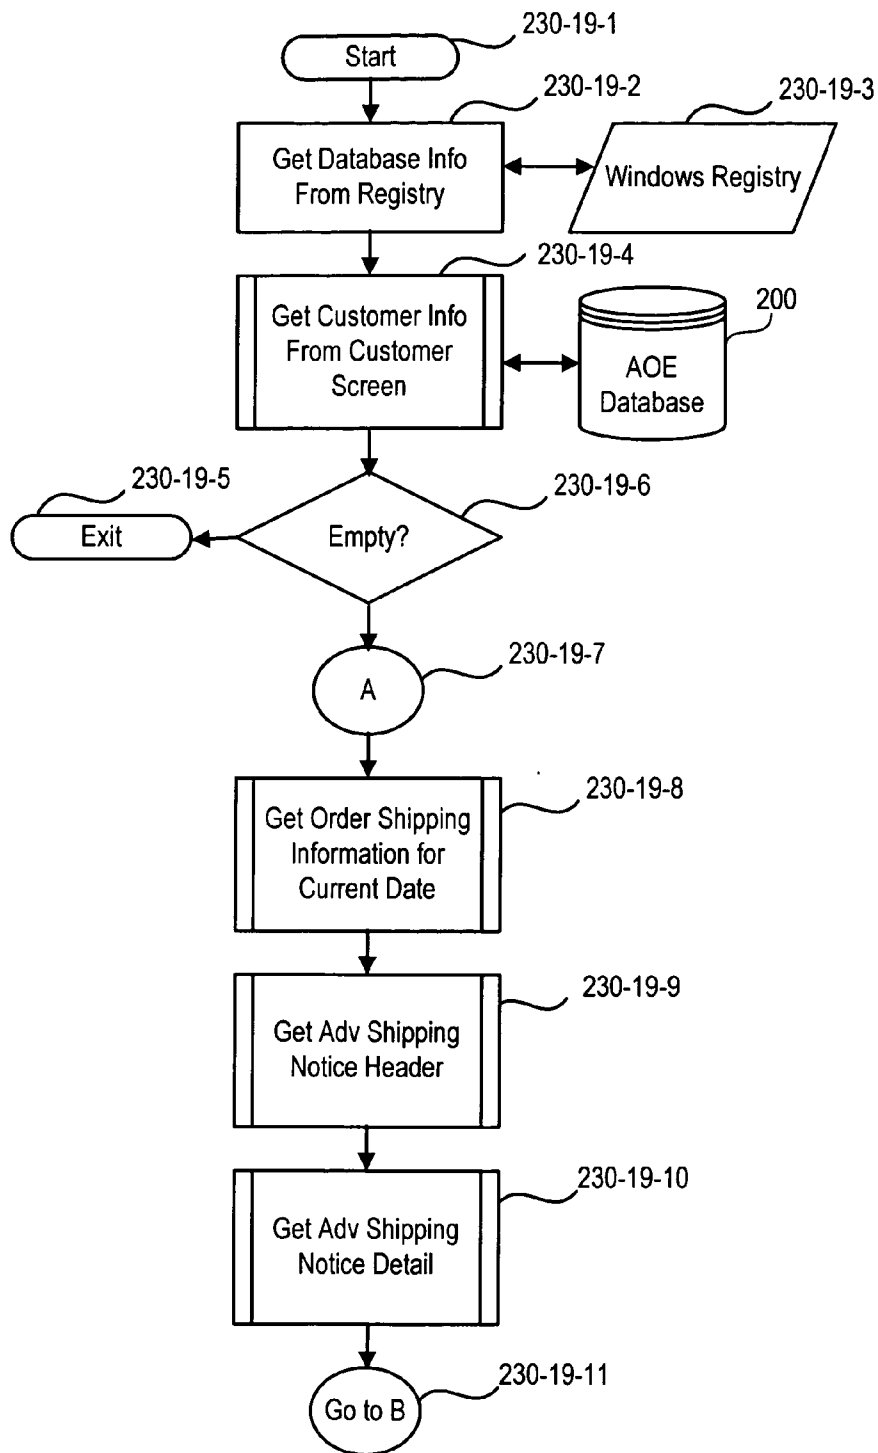 230-19-1
Start
230-19-2
230-19-3
Get Database Info
From Registry
Windows Registry
230-19-4
Get Customer Info
From Customer
Screen
200
AOE
Database
230-19-5
230-19-6
Exit
Empty?
230-19-7
A
230-19-8
Get Order Shipping
Information for
Current Date
230-19-9
Get Adv Shipping
Notice Header
230-19-10
Get Adv Shipping
Notice Detail
230-19-11
Go to B